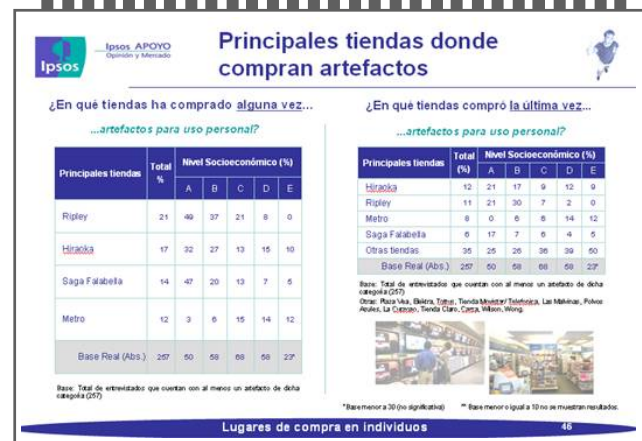 Ipsos
Ipsos APOYO
Opinión y Mercado
Principales tiendas donde
compran artefactos
¿En qué tiendas ha comprado alguna vez...
...artefactos para uso personal?
Principales tiendas Total % Nivel Socioeconómico (%)
A B C D E
Ripley 21 49 37 21 8 0
Hiraoka 17 32 27 13 15 10
Saga Falabella 14 47 20 13 7 5
Metro 12 3 6 15 14 12
Base Real (Abs.) 257 50 58 68 58 23*
Base: Total de entrevistados que cuentan con al menos un artefacto de dicha
categoría (257)
¿En qué tiendas compró la última vez...
...artefactos para uso personal?
Principales tiendas Total (%) Nivel Socioeconómico (%)
A B C D E
Hiraoka 12 21 17 9 12 9
Ripley 11 21 30 7 2 0
Metro 8 0 6 8 14 12
Saga Falabella 6 17 7 6 4 5
Otras tiendas 35 25 26 36 39 50
Base Real (Abs.) 257 50 58 68 58 23*
Base: Total de entrevistados que cuentan con al menos un artefacto de dicha
categoría (257)
Otras: Plaza Vea, Elektra, Tottus, Tienda Movistar/ Telefonica, Las Malvinas, Polvos
Azules, La Curacao, Tienda Claro, Carsa, Wilson, Wong.
*Base menor a 30 (no significativa) ** Base menor o igual a 10 no se muestran resultados.
Lugares de compra en individuos 46